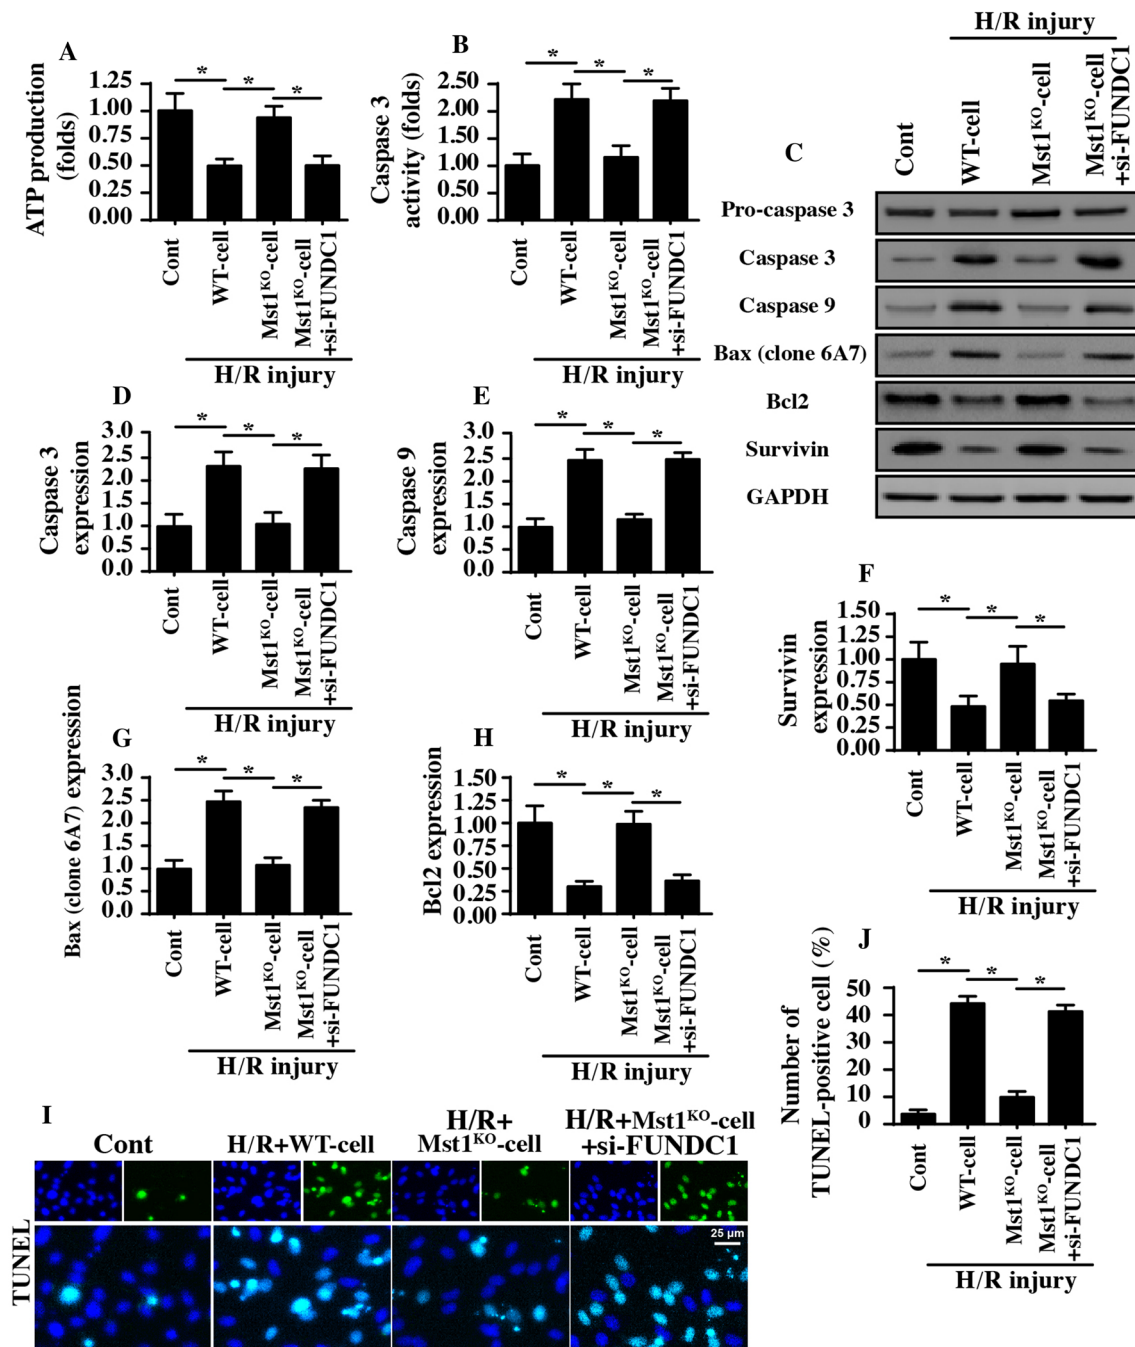 A
ATP production
(folds)
1.25
1.00
0.75
0.50
0.25
0.00
Cont
WT-cell
Mst1KO-cell
Mst1KO-cell
+si-FUNDC1
H/R injury
* * *
B
Caspase 3
activity (folds)
2.50
2.00
1.50
1.00
0.50
0.00
Cont
WT-cell
Mst1KO-cell
Mst1KO-cell
+si-FUNDC1
H/R injury
* * *
C
H/R injury
Cont
WT-cell
Mst1KO-cell
Mst1KO-cell
+si-FUNDC1
Pro-caspase 3
Caspase 3
Caspase 9
Bax (clone 6A7)
Bcl2
Survivin
GAPDH
D
Caspase 3
expression
3.0
2.5
2.0
1.5
1.0
0.5
0.0
Cont
WT-cell
Mst1KO-cell
Mst1KO-cell
+si-FUNDC1
H/R injury
* * *
E
Caspase 9
expression
3.0
2.5
2.0
1.5
1.0
0.5
0.0
Cont
WT-cell
Mst1KO-cell
Mst1KO-cell
+si-FUNDC1
H/R injury
* * *
F
Survivin
expression
1.50
1.25
1.00
0.75
0.50
0.25
0.00
Cont
WT-cell
Mst1KO-cell
Mst1KO-cell
+si-FUNDC1
H/R injury
* * *
G
Bax (clone 6A7) expression
3.0
2.5
2.0
1.5
1.0
0.5
0.0
Cont
WT-cell
Mst1KO-cell
Mst1KO-cell
+si-FUNDC1
H/R injury
* * *
H
Bcl2 expression
1.50
1.25
1.00
0.75
0.50
0.25
0.00
Cont
WT-cell
Mst1KO-cell
Mst1KO-cell
+si-FUNDC1
H/R injury
* * *
I
Cont
H/R+WT-cell
H/R+
Mst1KO-cell
H/R+Mst1KO-cell
+si-FUNDC1
TUNEL
25 µm
J
Number of
TUNEL-positive cell (%)
50
40
30
20
10
0
Cont
WT-cell
Mst1KO-cell
Mst1KO-cell
+si-FUNDC1
H/R injury
* * *